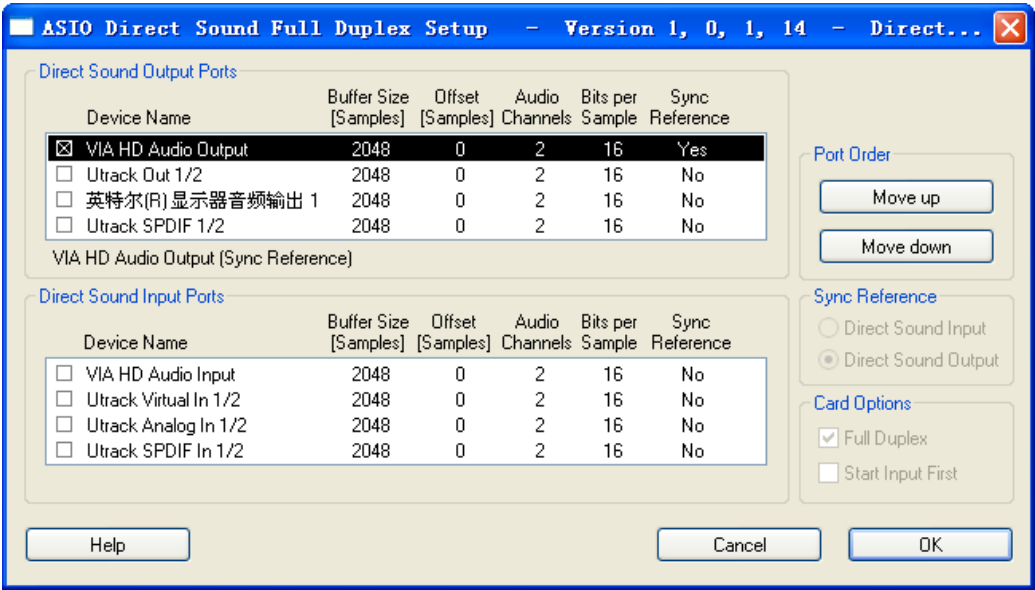 ASIO Direct Sound Full Duplex Setup - Version 1, 0, 1, 14 - Direct...
Direct Sound Output Ports
Buffer Size Offset Audio Bits per Sync
Device Name [Samples] [Samples] Channels Sample Reference
VIA HD Audio Output 2048 0 2 16 Yes
Utrack Out 1/2 2048 0 2 16 No
英特尔(R)显示器音频输出 1 2048 0 2 16 No
Utrack SPDIF 1/2 2048 0 2 16 No
VIA HD Audio Output (Sync Reference)
Port Order
Move up
Move down
Direct Sound Input Ports
Buffer Size Offset Audio Bits per Sync
Device Name [Samples] [Samples] Channels Sample Reference
VIA HD Audio Input 2048 0 2 16 No
Utrack Virtual In 1/2 2048 0 2 16 No
Utrack Analog In 1/2 2048 0 2 16 No
Utrack SPDIF In 1/2 2048 0 2 16 No
Sync Reference
Direct Sound Input
Direct Sound Output
Card Options
Full Duplex
Start Input First
Help
Cancel
OK